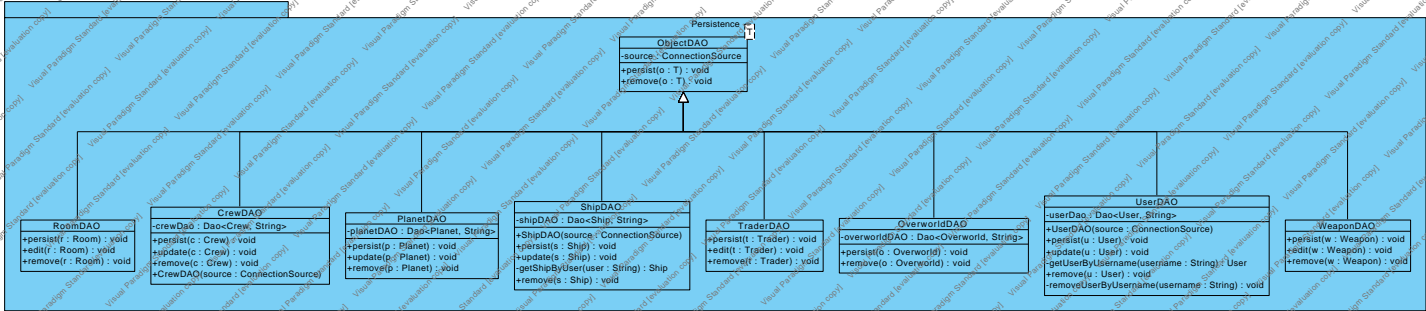 Persistence
T
ObjectDAO
-source : ConnectionSource
+persist(o : T) : void
+remove(o : T) : void
RoomDAO
+persist(r : Room) : void
+edit(r : Room) : void
+remove(r : Room) : void
CrewDAO
-crewDao : Dao<Crew, String>
+persist(c : Crew) : void
+update(c : Crew) : void
+remove(c : Crew) : void
+CrewDAO(source : ConnectionSource)
PlanetDAO
-planetDAO : Dao<Planet, String>
+persist(p : Planet) : void
+update(p : Planet) : void
+remove(p : Planet) : void
ShipDAO
-shipDAO : Dao<Ship, String>
+ShipDAO(source : ConnectionSource)
+persist(s : Ship) : void
+update(s : Ship) : void
-getShipByUser(user : String) : Ship
+remove(s : Ship) : void
TraderDAO
+persist(t : Trader) : void
+edit(t : Trader) : void
+remove(t : Trader) : void
OverworldDAO
-overworldDAO : Dao<Overworld, String>
+persist(o : Overworld) : void
+remove(o : Overworld) : void
UserDAO
-userDao : Dao<User, String>
+UserDAO(source : ConnectionSource)
+persist(u : User) : void
+update(u : User) : void
-getUserByUsername(username : String) : User
+remove(u : User) : void
-removeUserByUsername(username : String) : void
WeaponDAO
+persist(w : Weapon) : void
+edit(w : Weapon) : void
+remove(w : Weapon) : void
Visual Paradigm Standard [evaluation copy]